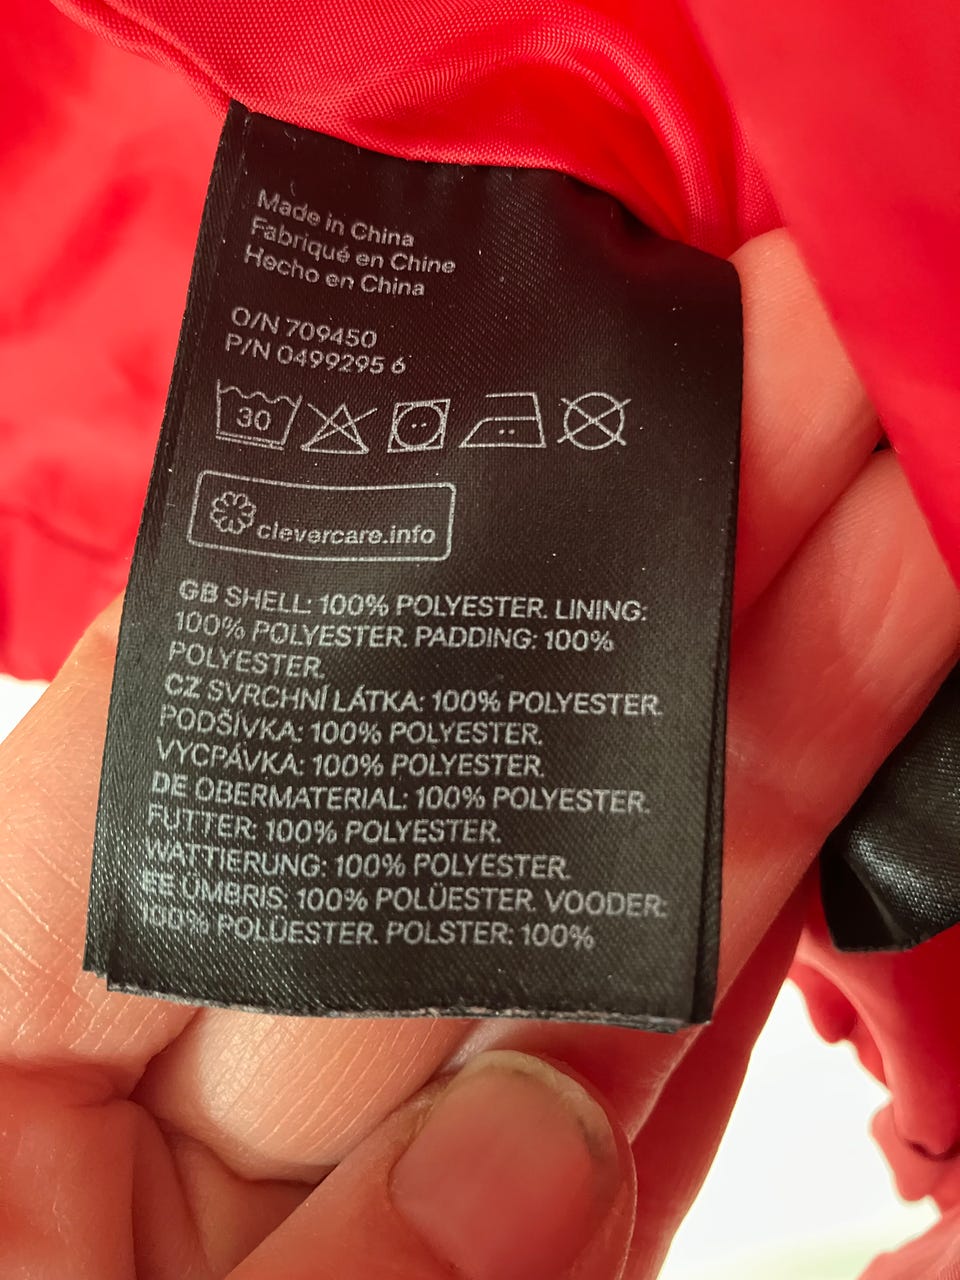 Made in China
Fabriqué en Chine
Hecho en China
O/N 709450
P/N 0499295 6
30
clevercare.info
GB SHELL: 100% POLYESTER. LINING:
100% POLYESTER. PADDING: 100%
POLYESTER.
CZ SVRCHNÍ LÁTKA: 100% POLYESTER.
PODŠÍVKA: 100% POLYESTER.
VYCPÁVKA: 100% POLYESTER.
DE OBERMATERIAL: 100% POLYESTER.
FUTTER: 100% POLYESTER.
WATTIERUNG: 100% POLYESTER.
EE ÜMBRIS: 100% POLÜESTER. VOODER:
100% POLÜESTER. POLSTER: 100%